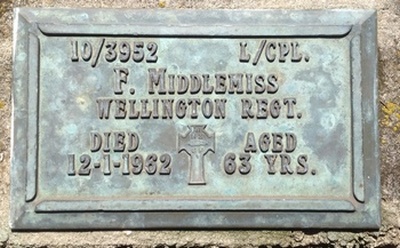 10/3952 L/CPL.
F. MIDDLEMISS
WELLINGTON REGT.
DIED AGED
12-1-1962 63 YRS.